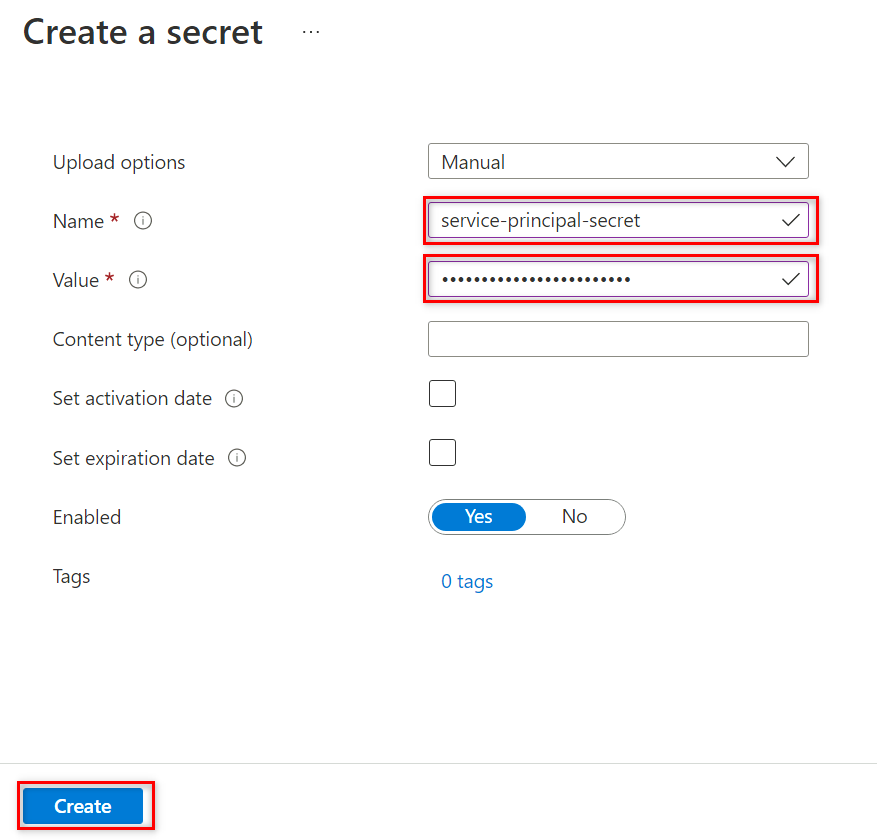 Create a secret ...
Upload options Manual
Name * service-principal-secret
Value * ••••••••••••••••••••••••
Content type (optional)
Set activation date
Set expiration date
Enabled Yes No
Tags 0 tags
Create